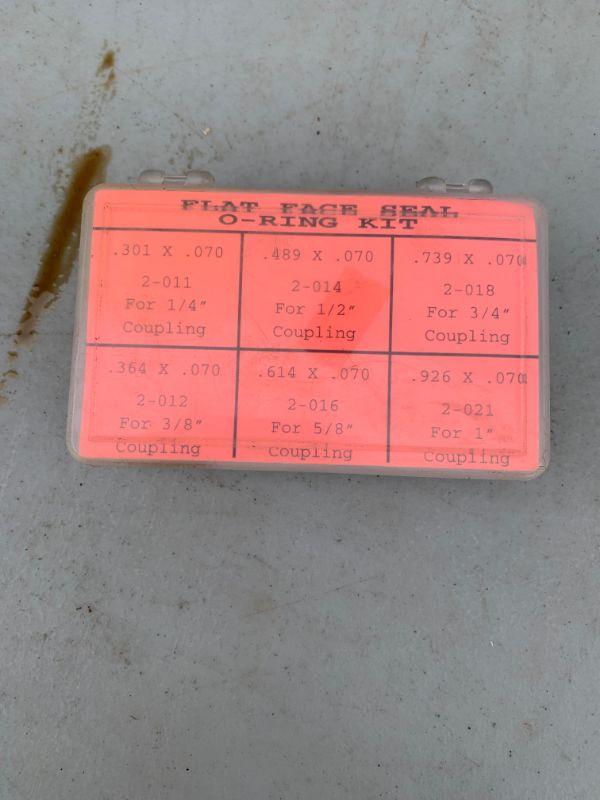 FLAT FACE SEAL
O-RING KIT
.301 X .070
2-011
For 1/4"
Coupling
.489 X .070
2-014
For 1/2"
Coupling
.739 X .070
2-018
For 3/4"
Coupling
.364 X .070
2-012
For 3/8"
Coupling
.614 X .070
2-016
For 5/8"
Coupling
.926 X .070
2-021
For 1"
Coupling